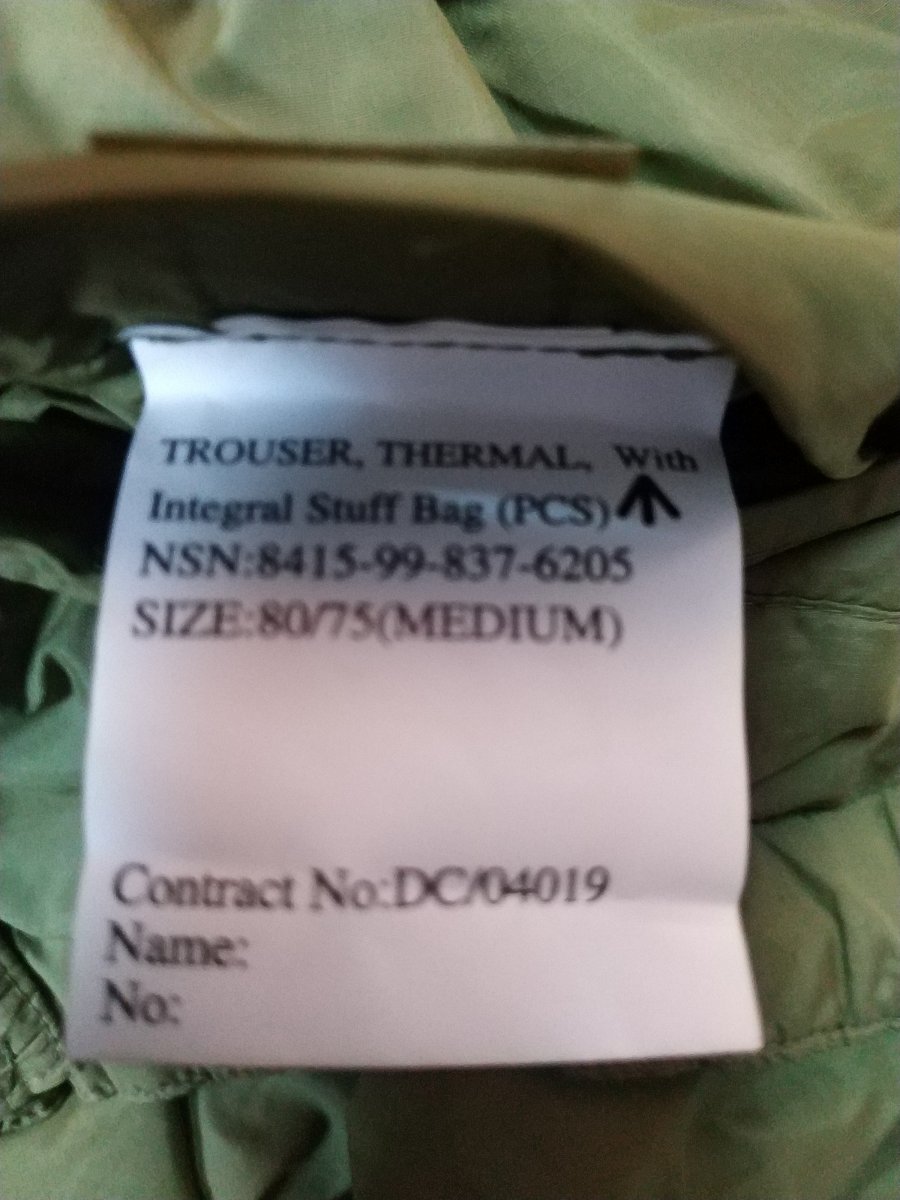 TROUSER, THERMAL, With
Integral Stuff Bag (PCS)
NSN:8415-99-837-6205
SIZE:80/75(MEDIUM)
Contract No:DC/04019
Name:
No: